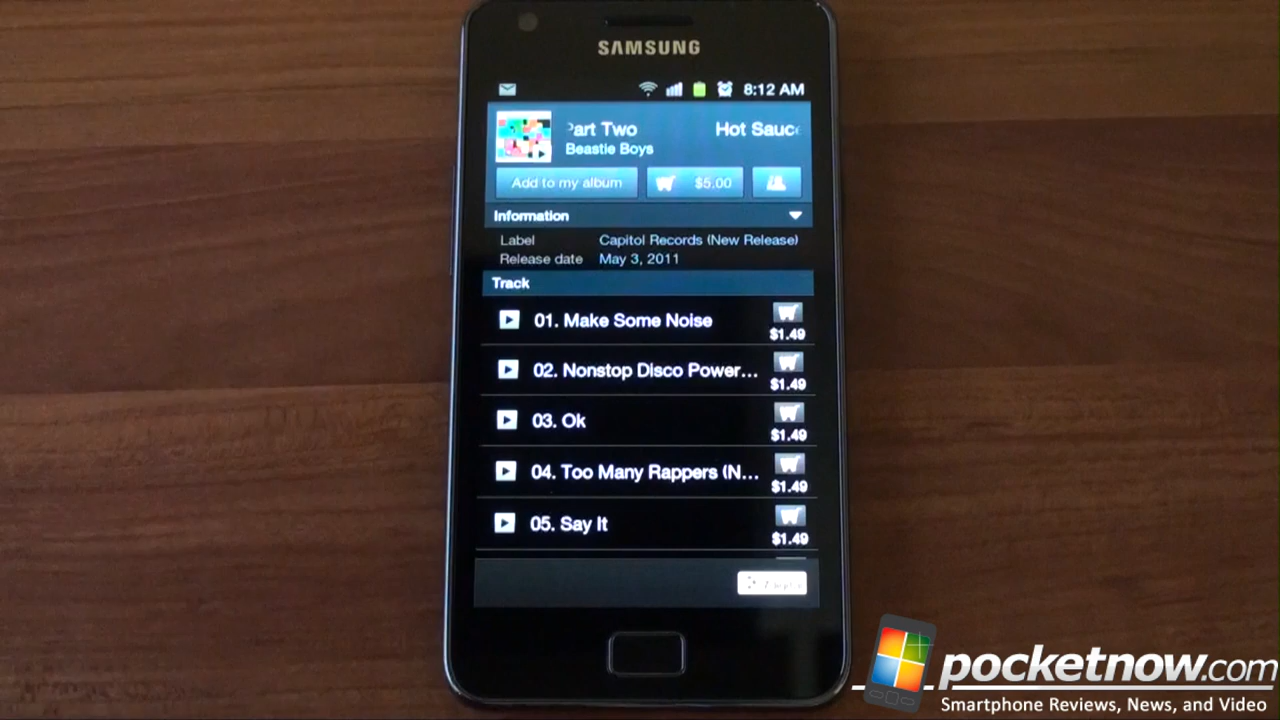 SAMSUNG
8:12 AM
Part Two Hot Sauc
Beastie Boys
Add to my album $5.00
Information
Label Capitol Records (New Release)
Release date May 3, 2011
Track
01. Make Some Noise $1.49
02. Nonstop Disco Power... $1.49
03. Ok $1.49
04. Too Many Rappers (N... $1.49
05. Say It $1.49
pocketnow.com
Smartphone Reviews, News, and Video